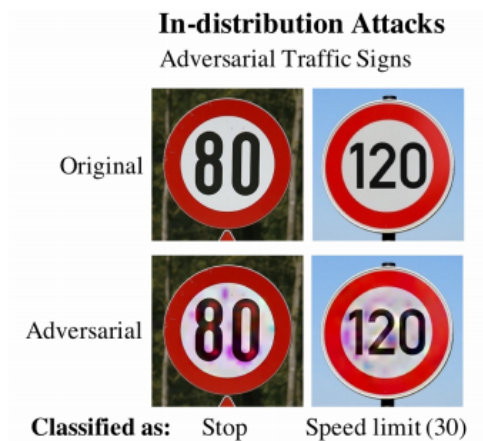 In-distribution Attacks
Adversarial Traffic Signs
Original
80
120
Adversarial
80
120
Classified as: Stop Speed limit (30)